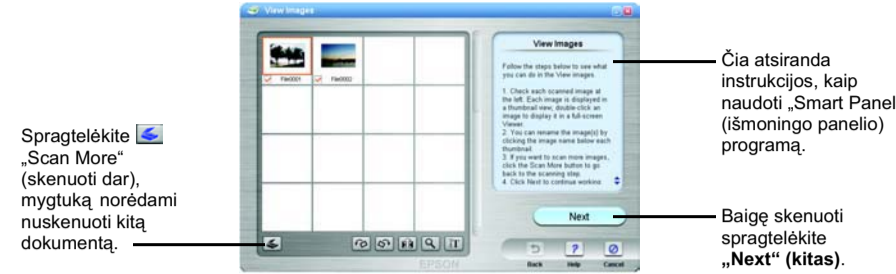 View Images
File0001
File0002
View Images
Follow the steps below to see what
you can do in the View images.
1. Check each scanned image at
the left. Each image is displayed in
a thumbnail view; double-click an
image to display it in a full-screen
Viewer.
2. You can rename the image(s) by
clicking the image name below each
thumbnail.
3. If you want to scan more images,
click the Scan More button to go
back to the scanning step.
4. Click Next to continue working.
Next
Back
Help
Cancel
EPSON
Spragtelėkite
„Scan More“
(skenuoti dar),
mygtuką norėdami
nuskenuoti kitą
dokumentą.
Čia atsiranda
instrukcijos, kaip
naudoti „Smart Panel
(išmoningo panelio)
programą.
Baigę skenuoti
spragtelėkite
„Next“ (kitas).